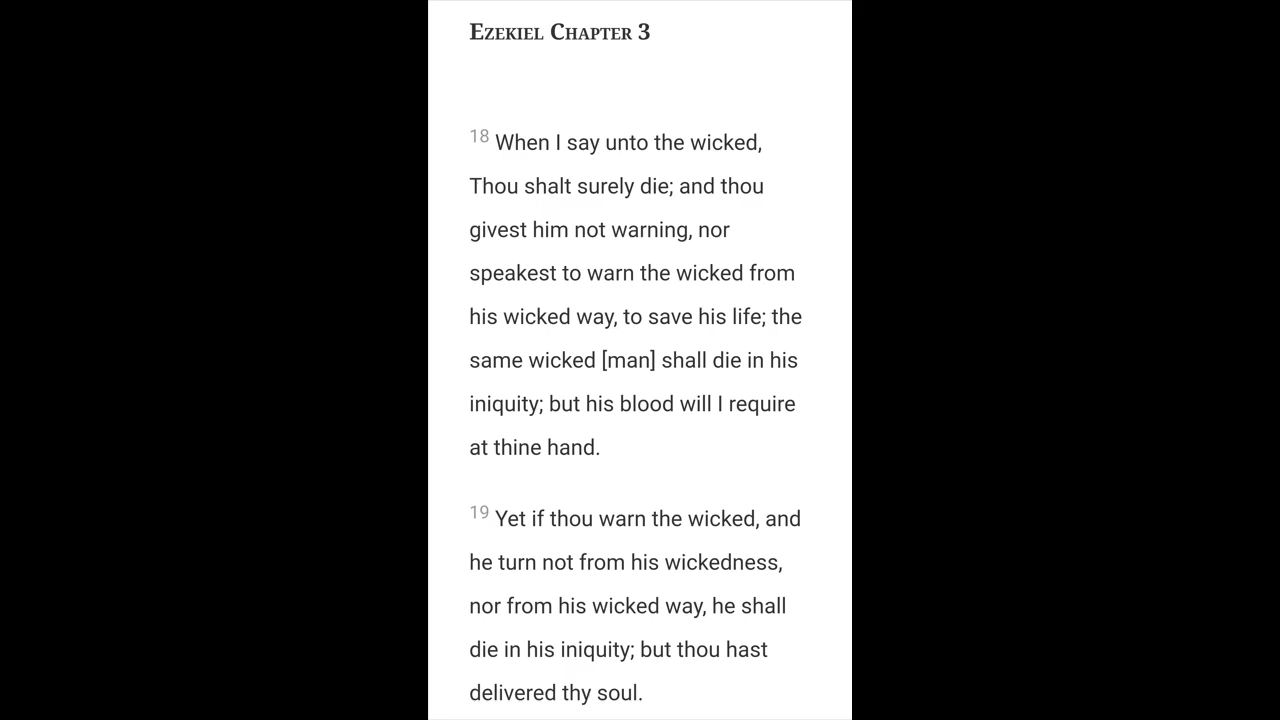 Ezekiel Chapter 3
18 When I say unto the wicked,
Thou shalt surely die; and thou
givest him not warning, nor
speakest to warn the wicked from
his wicked way, to save his life; the
same wicked [man] shall die in his
iniquity; but his blood will I require
at thine hand.
19 Yet if thou warn the wicked, and
he turn not from his wickedness,
nor from his wicked way, he shall
die in his iniquity; but thou hast
delivered thy soul.